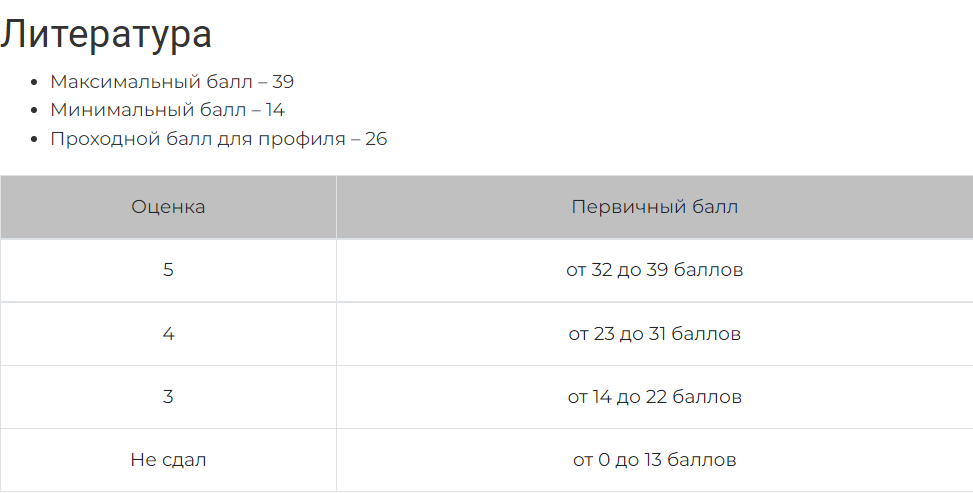 Литература
Максимальный балл – 39
Минимальный балл – 14
Проходной балл для профиля – 26
Оценка Первичный балл
5 от 32 до 39 баллов
4 от 23 до 31 баллов
3 от 14 до 22 баллов
Не сдал от 0 до 13 баллов